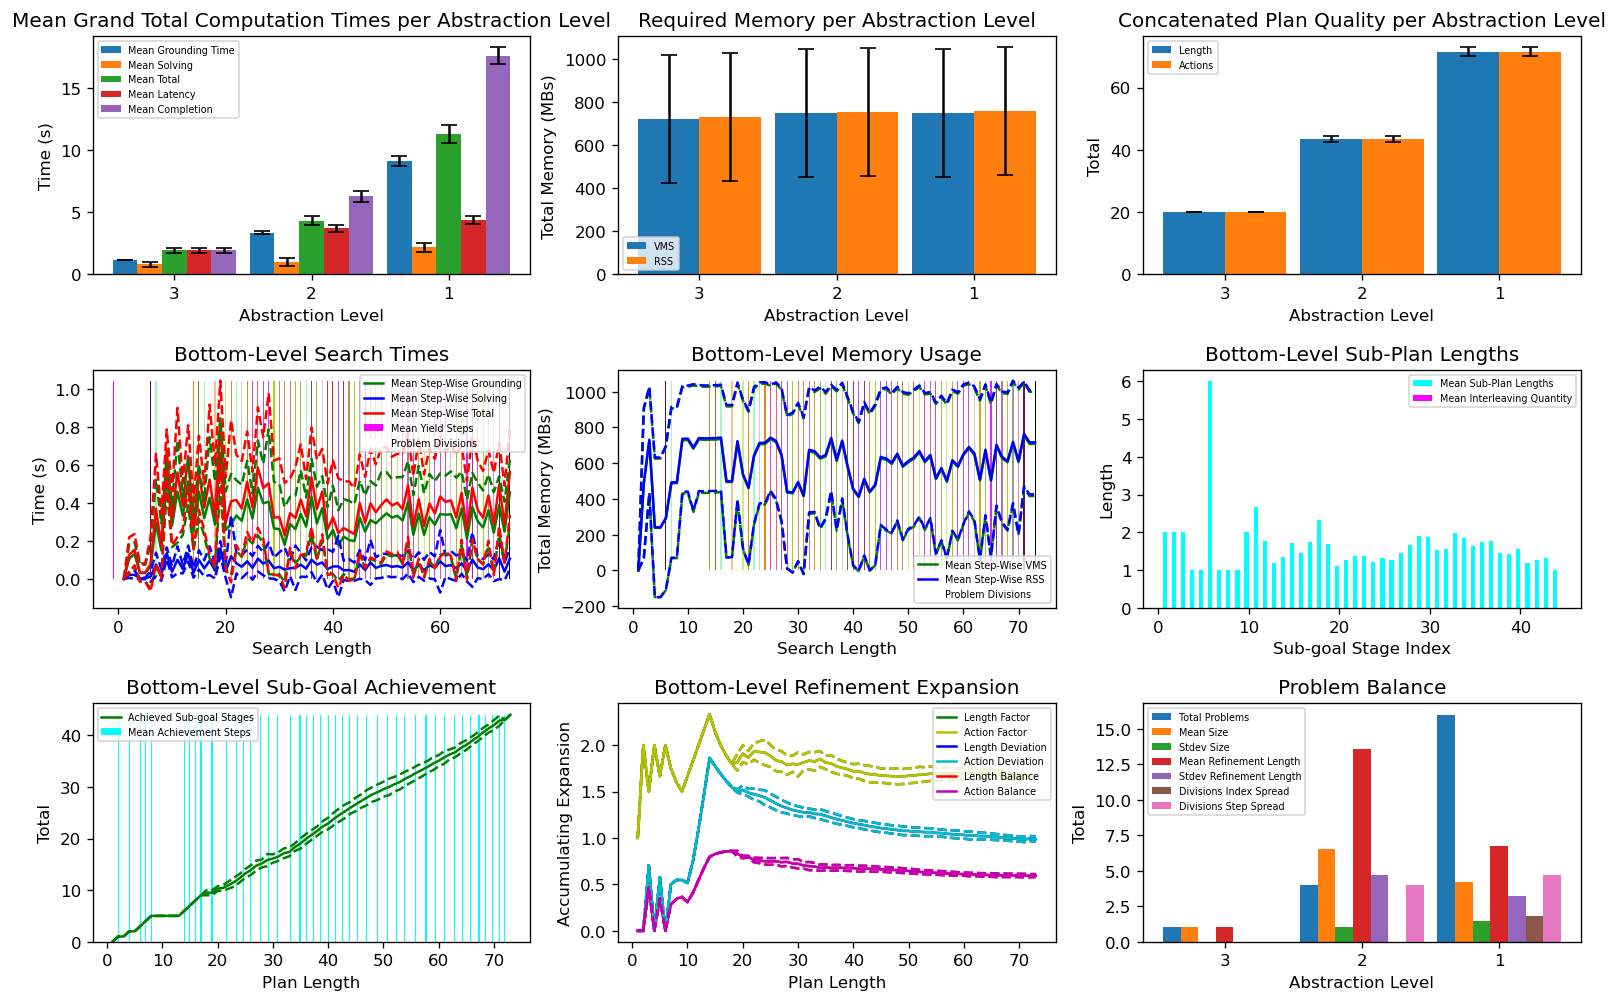 Mean Grand Total Computation Times per Abstraction Level
Time (s)
15
10
5
0
Mean Grounding Time
Mean Solving
Mean Total
Mean Latency
Mean Completion
3 2 1
Abstraction Level
Required Memory per Abstraction Level
Total Memory (MBs)
1000
800
600
400
200
0
VMS
RSS
3 2 1
Abstraction Level
Concatenated Plan Quality per Abstraction Level
Total
60
40
20
0
Length
Actions
3 2 1
Abstraction Level
Bottom-Level Search Times
Time (s)
1.0
0.8
0.6
0.4
0.2
0.0
Mean Step-Wise Grounding
Mean Step-Wise Solving
Mean Step-Wise Total
Mean Yield Steps
Problem Divisions
0 20 40 60
Search Length
Bottom-Level Memory Usage
Total Memory (MBs)
1000
800
600
400
200
0
−200
Mean Step-Wise VMS
Mean Step-Wise RSS
Problem Divisions
0 10 20 30 40 50 60 70
Search Length
Bottom-Level Sub-Plan Lengths
Length
6
5
4
3
2
1
0
Mean Sub-Plan Lengths
Mean Interleaving Quantity
0 10 20 30 40
Sub-goal Stage Index
Bottom-Level Sub-Goal Achievement
Total
40
30
20
10
0
Achieved Sub-goal Stages
Mean Achievement Steps
0 10 20 30 40 50 60 70
Plan Length
Bottom-Level Refinement Expansion
Accumulating Expansion
2.0
1.5
1.0
0.5
0.0
Length Factor
Action Factor
Length Deviation
Action Deviation
Length Balance
Action Balance
0 10 20 30 40 50 60 70
Plan Length
Problem Balance
Total
15.0
12.5
10.0
7.5
5.0
2.5
0.0
Total Problems
Mean Size
Stdev Size
Mean Refinement Length
Stdev Refinement Length
Divisions Index Spread
Divisions Step Spread
3 2 1
Abstraction Level